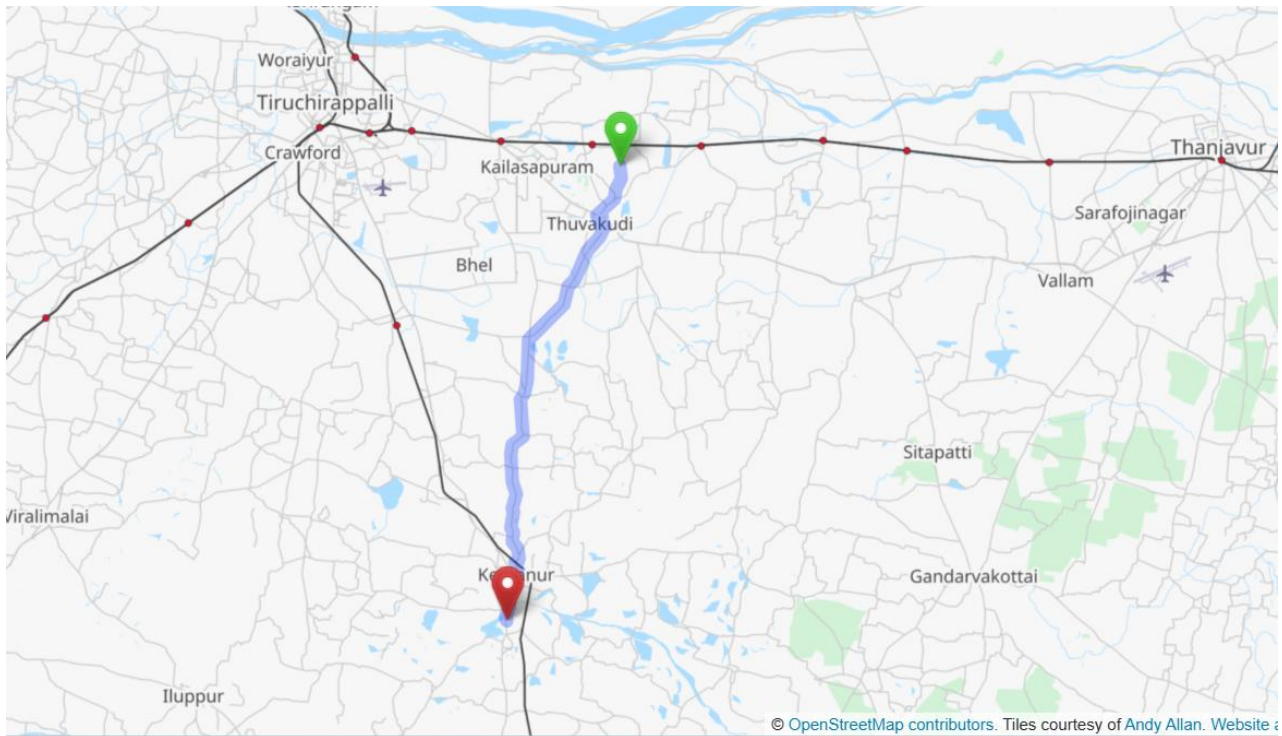 Woraiyur
Tiruchirappalli
Crawford
Kailasapuram
Thanjavur
Sarafojinagar
Thuvakudi
Bhel
Vallam
Sitapatti
Viralimalai
Gandarvakottai
Iluppur
© OpenStreetMap contributors. Tiles courtesy of Andy Allan. Website